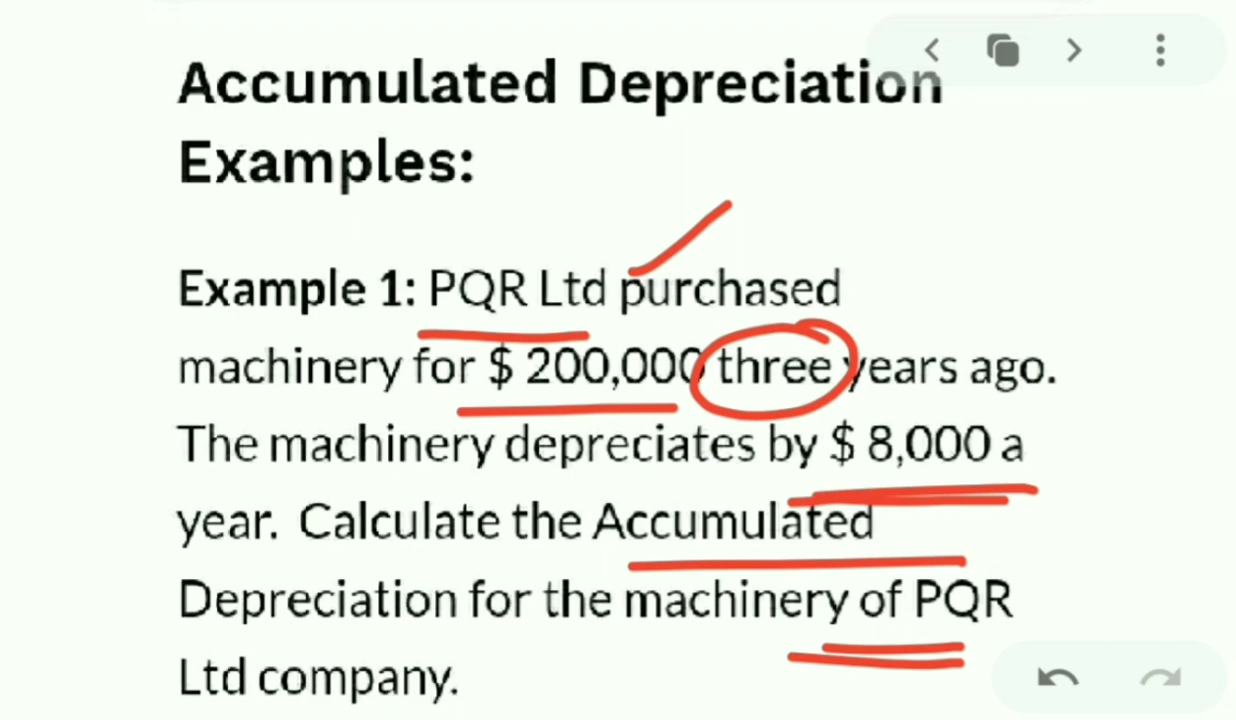 Accumulated Depreciation
Examples:
Example 1: PQR Ltd purchased
machinery for $ 200,000 three years ago.
The machinery depreciates by $ 8,000 a
year. Calculate the Accumulated
Depreciation for the machinery of PQR
Ltd company.